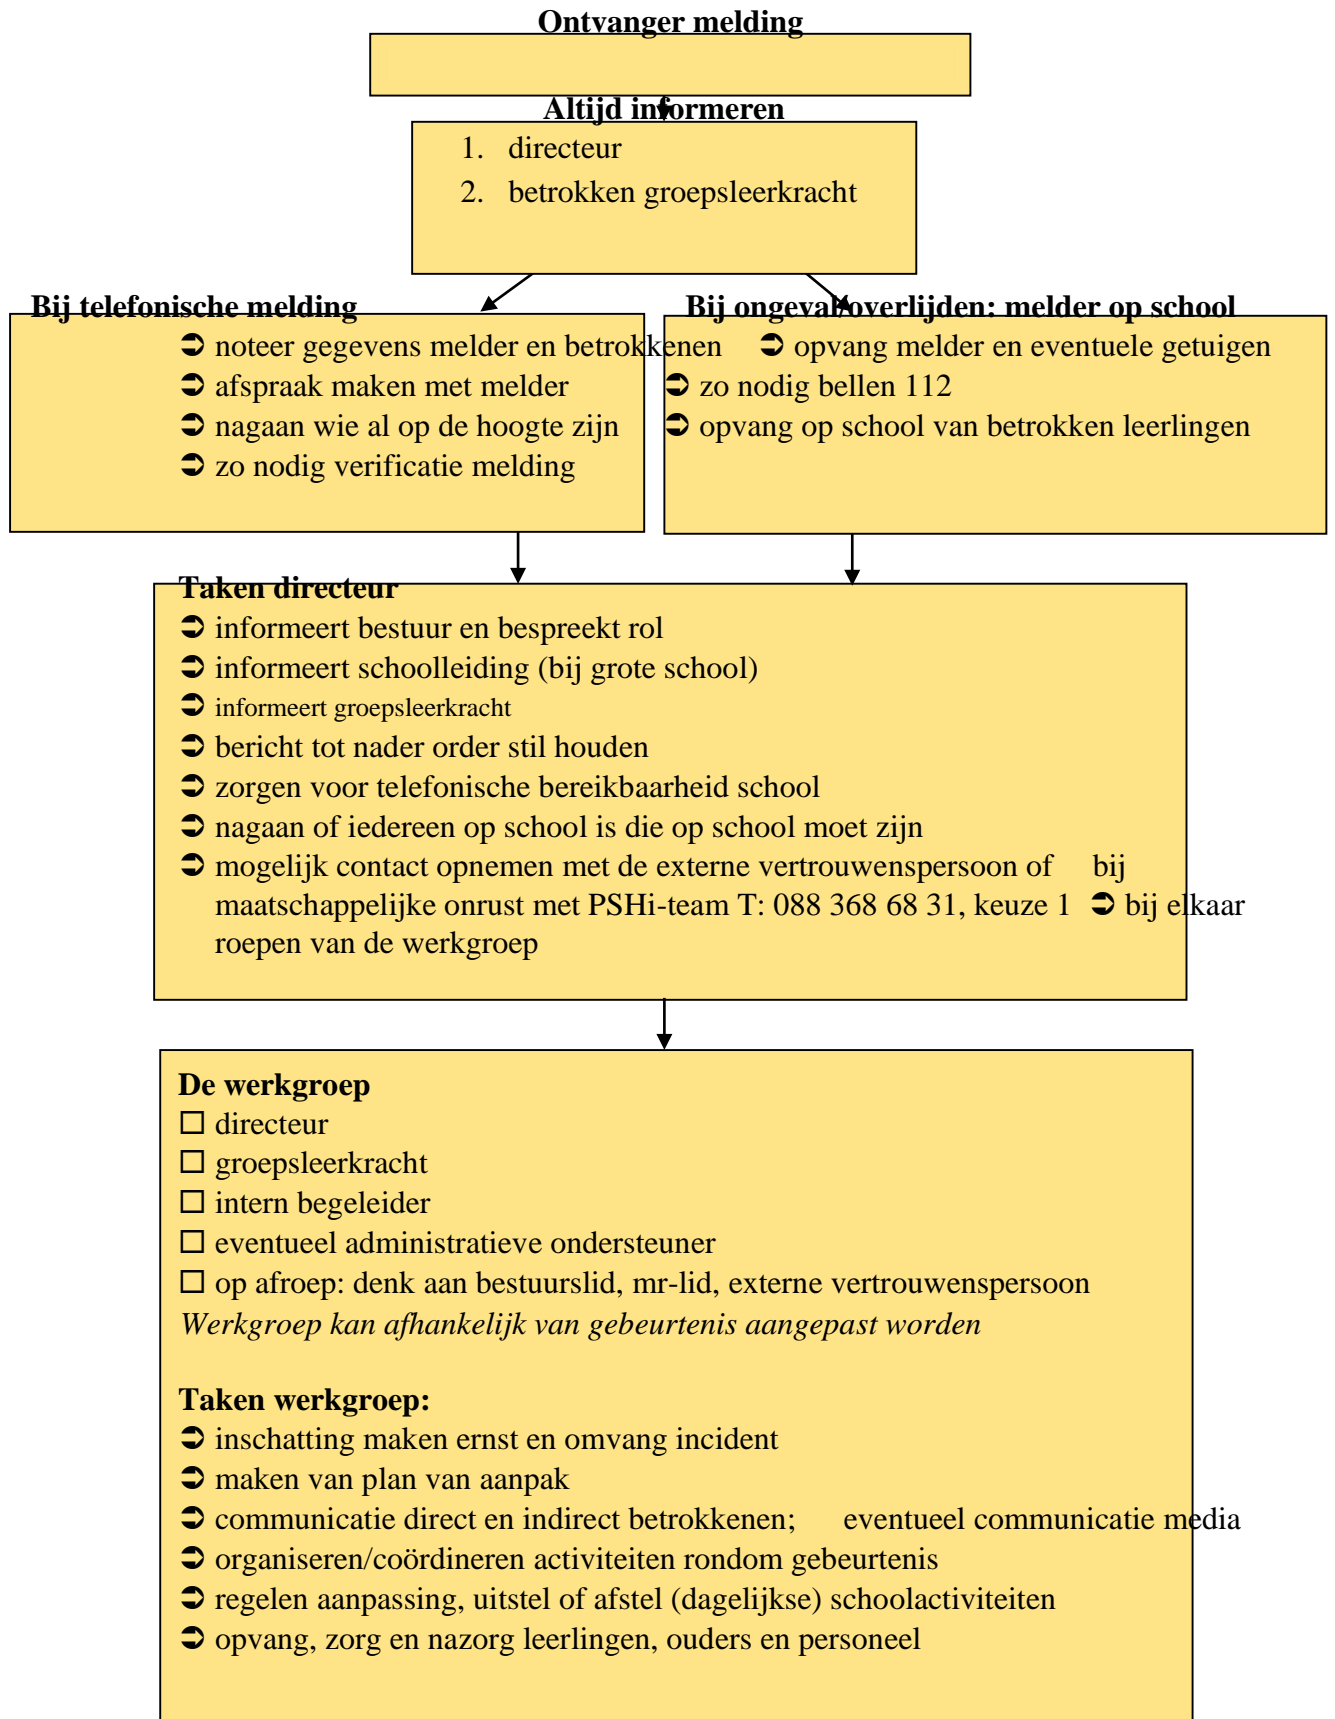 Ontvanger melding
Altijd informeren
1. directeur
2. betrokken groepsleerkracht
Bij telefonische melding
➲ noteer gegevens melder en betrokkenen
➲ afspraak maken met melder
➲ nagaan wie al op de hoogte zijn
➲ zo nodig verificatie melding
Bij ongeval/overlijden: melder op school
➲ opvang melder en eventuele getuigen
➲ zo nodig bellen 112
➲ opvang op school van betrokken leerlingen
Taken directeur
➲ informeert bestuur en bespreekt rol
➲ informeert schoolleiding (bij grote school)
➲ informeert groepsleerkracht
➲ bericht tot nader order stil houden
➲ zorgen voor telefonische bereikbaarheid school
➲ nagaan of iedereen op school is die op school moet zijn
➲ mogelijk contact opnemen met de externe vertrouwenspersoon of bij
maatschappelijke onrust met PSHi-team T: 088 368 68 31, keuze 1 ➲ bij elkaar
roepen van de werkgroep
De werkgroep
☐ directeur
☐ groepsleerkracht
☐ intern begeleider
☐ eventueel administratieve ondersteuner
☐ op afroep: denk aan bestuurslid, mr-lid, externe vertrouwenspersoon
Werkgroep kan afhankelijk van gebeurtenis aangepast worden
Taken werkgroep:
➲ inschatting maken ernst en omvang incident
➲ maken van plan van aanpak
➲ communicatie direct en indirect betrokkenen; eventueel communicatie media
➲ organiseren/coördineren activiteiten rondom gebeurtenis
➲ regelen aanpassing, uitstel of afstel (dagelijkse) schoolactiviteiten
➲ opvang, zorg en nazorg leerlingen, ouders en personeel